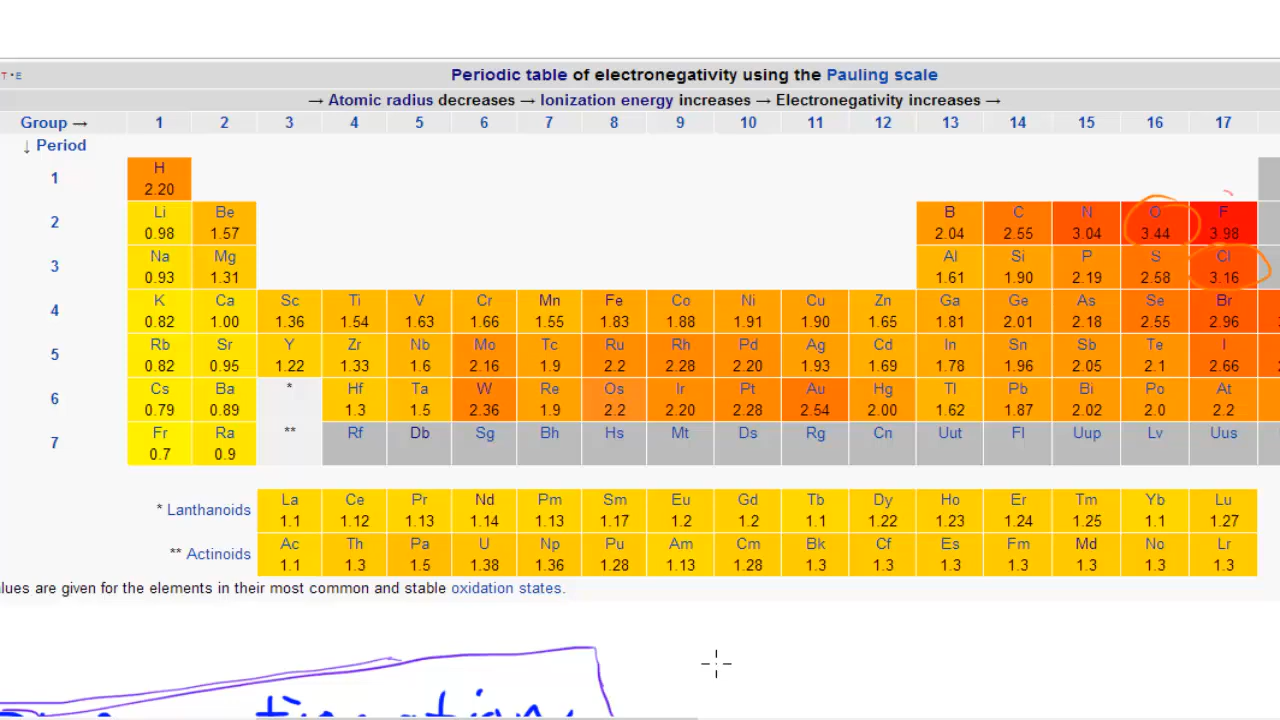 T • E
Periodic table of electronegativity using the Pauling scale
→ Atomic radius decreases → Ionization energy increases → Electronegativity increases →
Group → 1 2 3 4 5 6 7 8 9 10 11 12 13 14 15 16 17
↓ Period
1 H
2.20
2 Li Be B C N O F
0.98 1.57 2.04 2.55 3.04 3.44 3.98
3 Na Mg Al Si P S Cl
0.93 1.31 1.61 1.90 2.19 2.58 3.16
4 K Ca Sc Ti V Cr Mn Fe Co Ni Cu Zn Ga Ge As Se Br
0.82 1.00 1.36 1.54 1.63 1.66 1.55 1.83 1.88 1.91 1.90 1.65 1.81 2.01 2.18 2.55 2.96
5 Rb Sr Y Zr Nb Mo Tc Ru Rh Pd Ag Cd In Sn Sb Te I
0.82 0.95 1.22 1.33 1.6 2.16 1.9 2.2 2.28 2.20 1.93 1.69 1.78 1.96 2.05 2.1 2.66
6 Cs Ba * Hf Ta W Re Os Ir Pt Au Hg Tl Pb Bi Po At
0.79 0.89 1.3 1.5 2.36 1.9 2.2 2.20 2.28 2.54 2.00 1.62 1.87 2.02 2.0 2.2
7 Fr Ra ** Rf Db Sg Bh Hs Mt Ds Rg Cn Uut Fl Uup Lv Uus
0.7 0.9
* Lanthanoids La Ce Pr Nd Pm Sm Eu Gd Tb Dy Ho Er Tm Yb Lu
1.1 1.12 1.13 1.14 1.13 1.17 1.2 1.2 1.1 1.22 1.23 1.24 1.25 1.1 1.27
** Actinoids Ac Th Pa U Np Pu Am Cm Bk Cf Es Fm Md No Lr
1.1 1.3 1.5 1.38 1.36 1.28 1.13 1.28 1.3 1.3 1.3 1.3 1.3 1.3 1.3
lues are given for the elements in their most common and stable oxidation states.